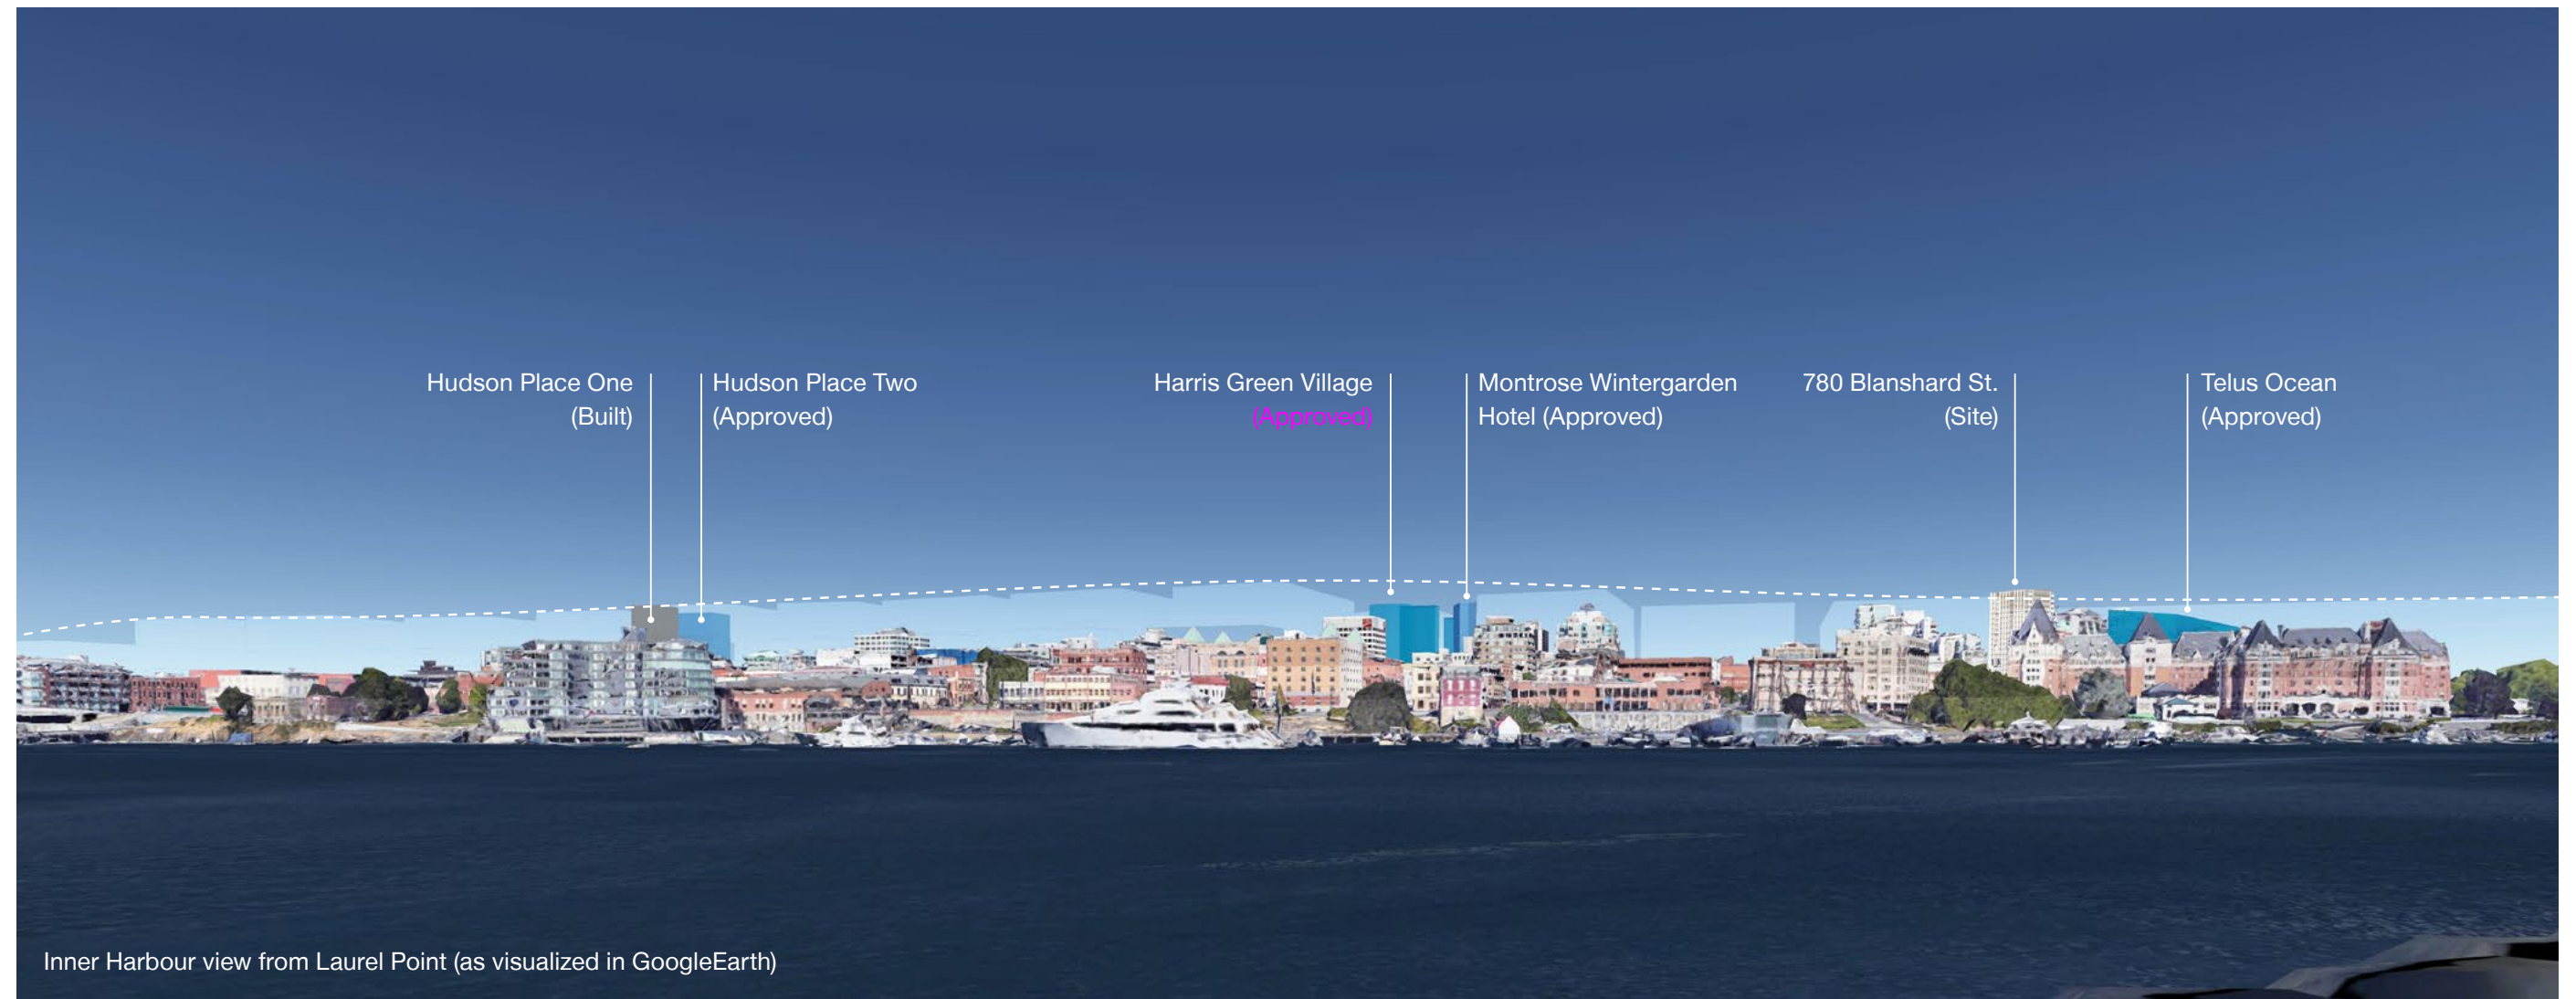 Hudson Place One
(Built)
Hudson Place Two
(Approved)
Harris Green Village
(Approved)
Montrose Wintergarden
Hotel (Approved)
780 Blanshard St.
(Site)
Telus Ocean
(Approved)
Inner Harbour view from Laurel Point (as visualized in GoogleEarth)